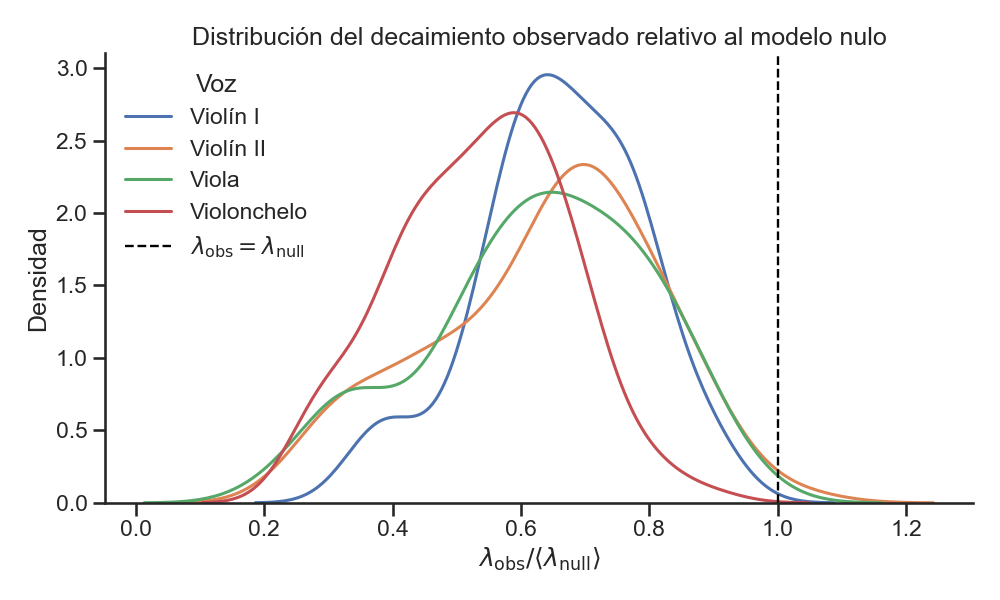 Distribución del decaimiento observado relativo al modelo nulo
Voz
Violín I
Violín II
Viola
Violonchelo
λobs = λnull
Densidad
3.0
2.5
2.0
1.5
1.0
0.5
0.0
0.0 0.2 0.4 0.6 0.8 1.0 1.2
λobs/⟨λnull⟩